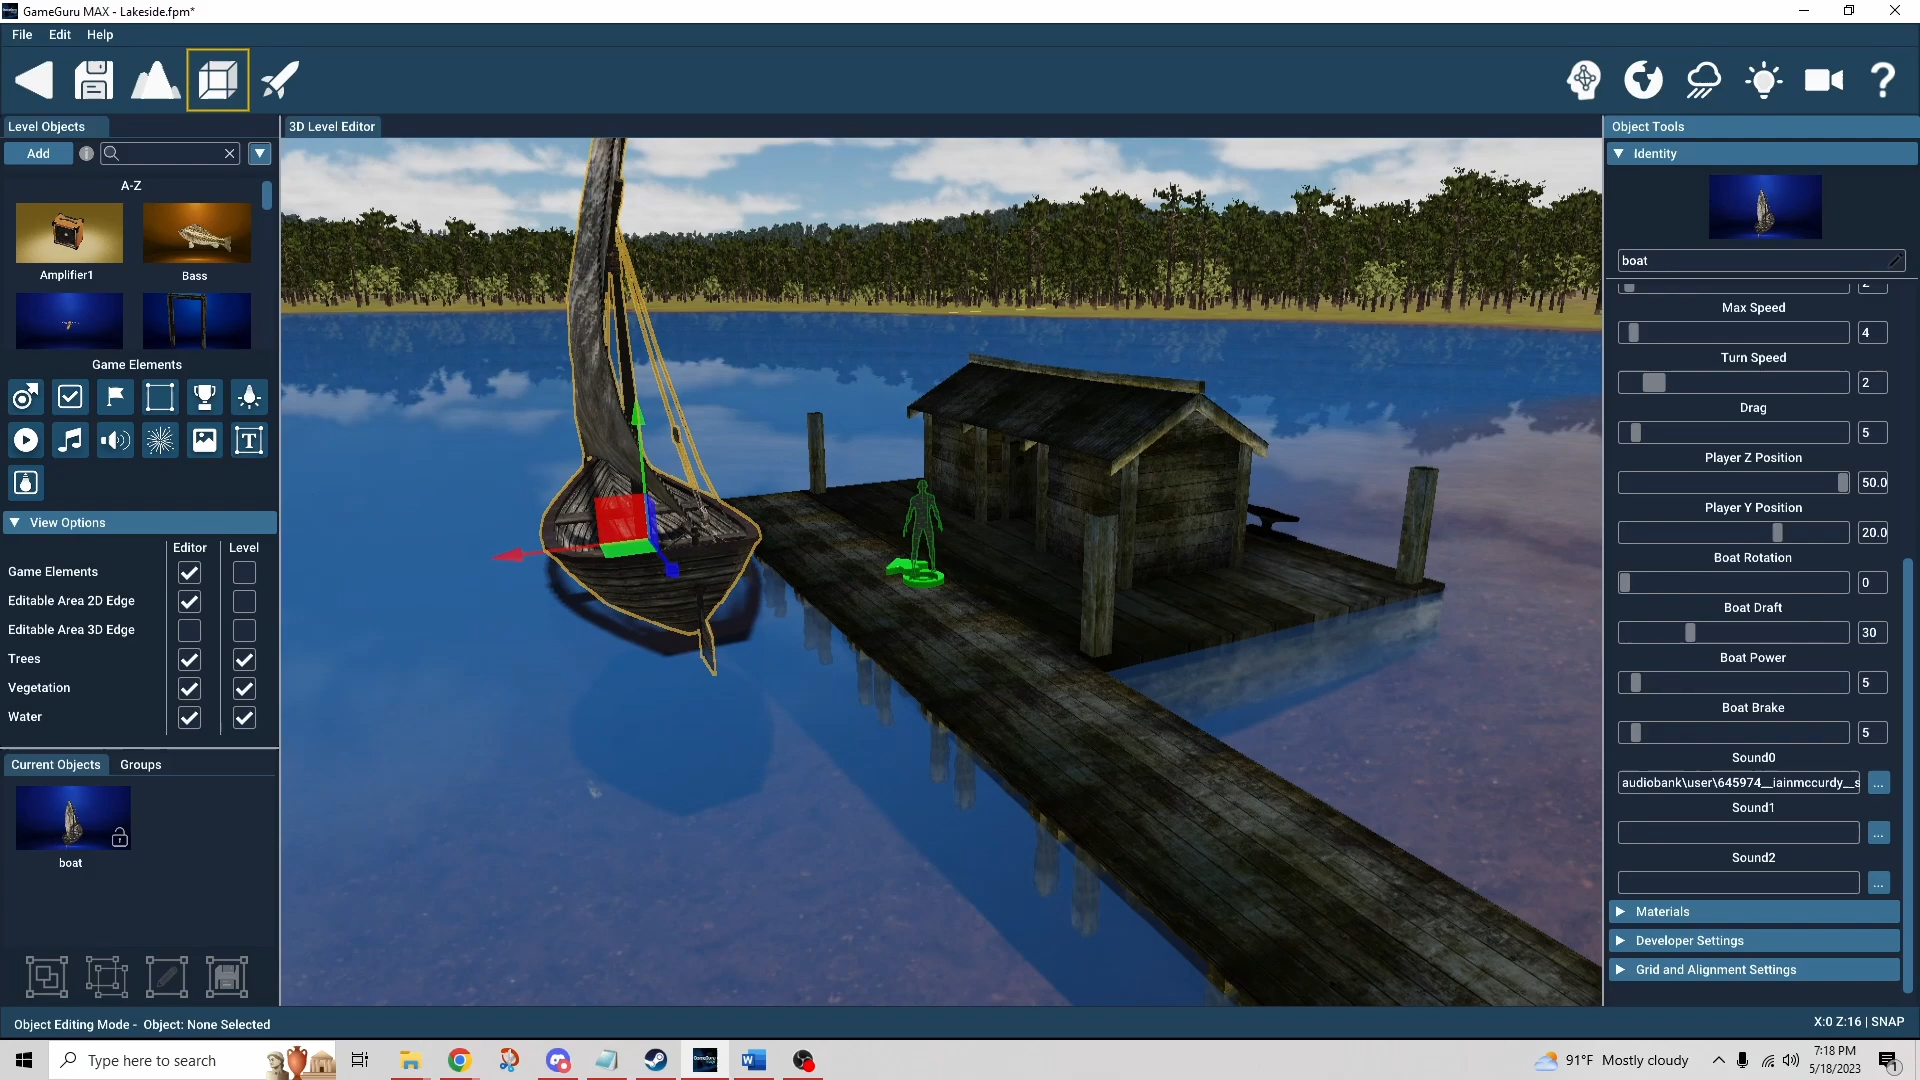 GameGuru MAX - Lakeside.fpm*
File Edit Help
Level Objects
3D Level Editor
Object Tools
Add
Identity
A-Z
Amplifier1
Bass
boat
Max Speed
4
Turn Speed
2
Game Elements
Drag
5
Player Z Position
50.0
Player Y Position
20.0
View Options
Editor Level
Game Elements
Editable Area 2D Edge
Editable Area 3D Edge
Trees
Vegetation
Water
Boat Rotation
0
Boat Draft
30
Boat Power
5
Boat Brake
5
Sound0
audiobank\user\645974__iainmccurdy__s
...
Sound1
...
Sound2
...
Current Objects Groups
boat
Materials
Developer Settings
Grid and Alignment Settings
Object Editing Mode - Object: None Selected
X:0 Z:16 | SNAP
Type here to search
91°F Mostly cloudy
7:18 PM
5/18/2023
1